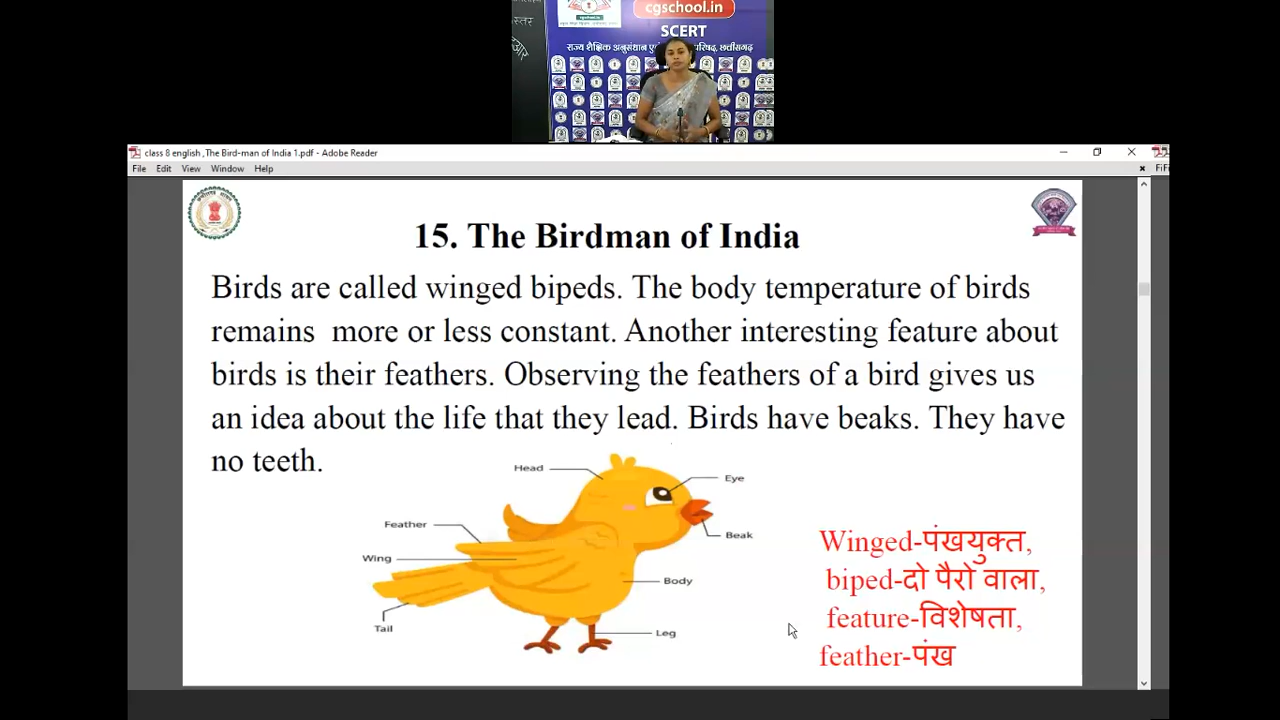 स्तर
cgschool.in
SCERT
class 8 english ,The Bird-man of India 1.pdf - Adobe Reader
File Edit View Window Help
15. The Birdman of India
Birds are called winged bipeds. The body temperature of birds
remains more or less constant. Another interesting feature about
birds is their feathers. Observing the feathers of a bird gives us
an idea about the life that they lead. Birds have beaks. They have
no teeth.
Head
Eye
Feather
Beak
Wing
Body
Tail
Leg
Winged-पंखयुक्त,
biped-दो पैरो वाला,
feature-विशेषता,
feather-पंख